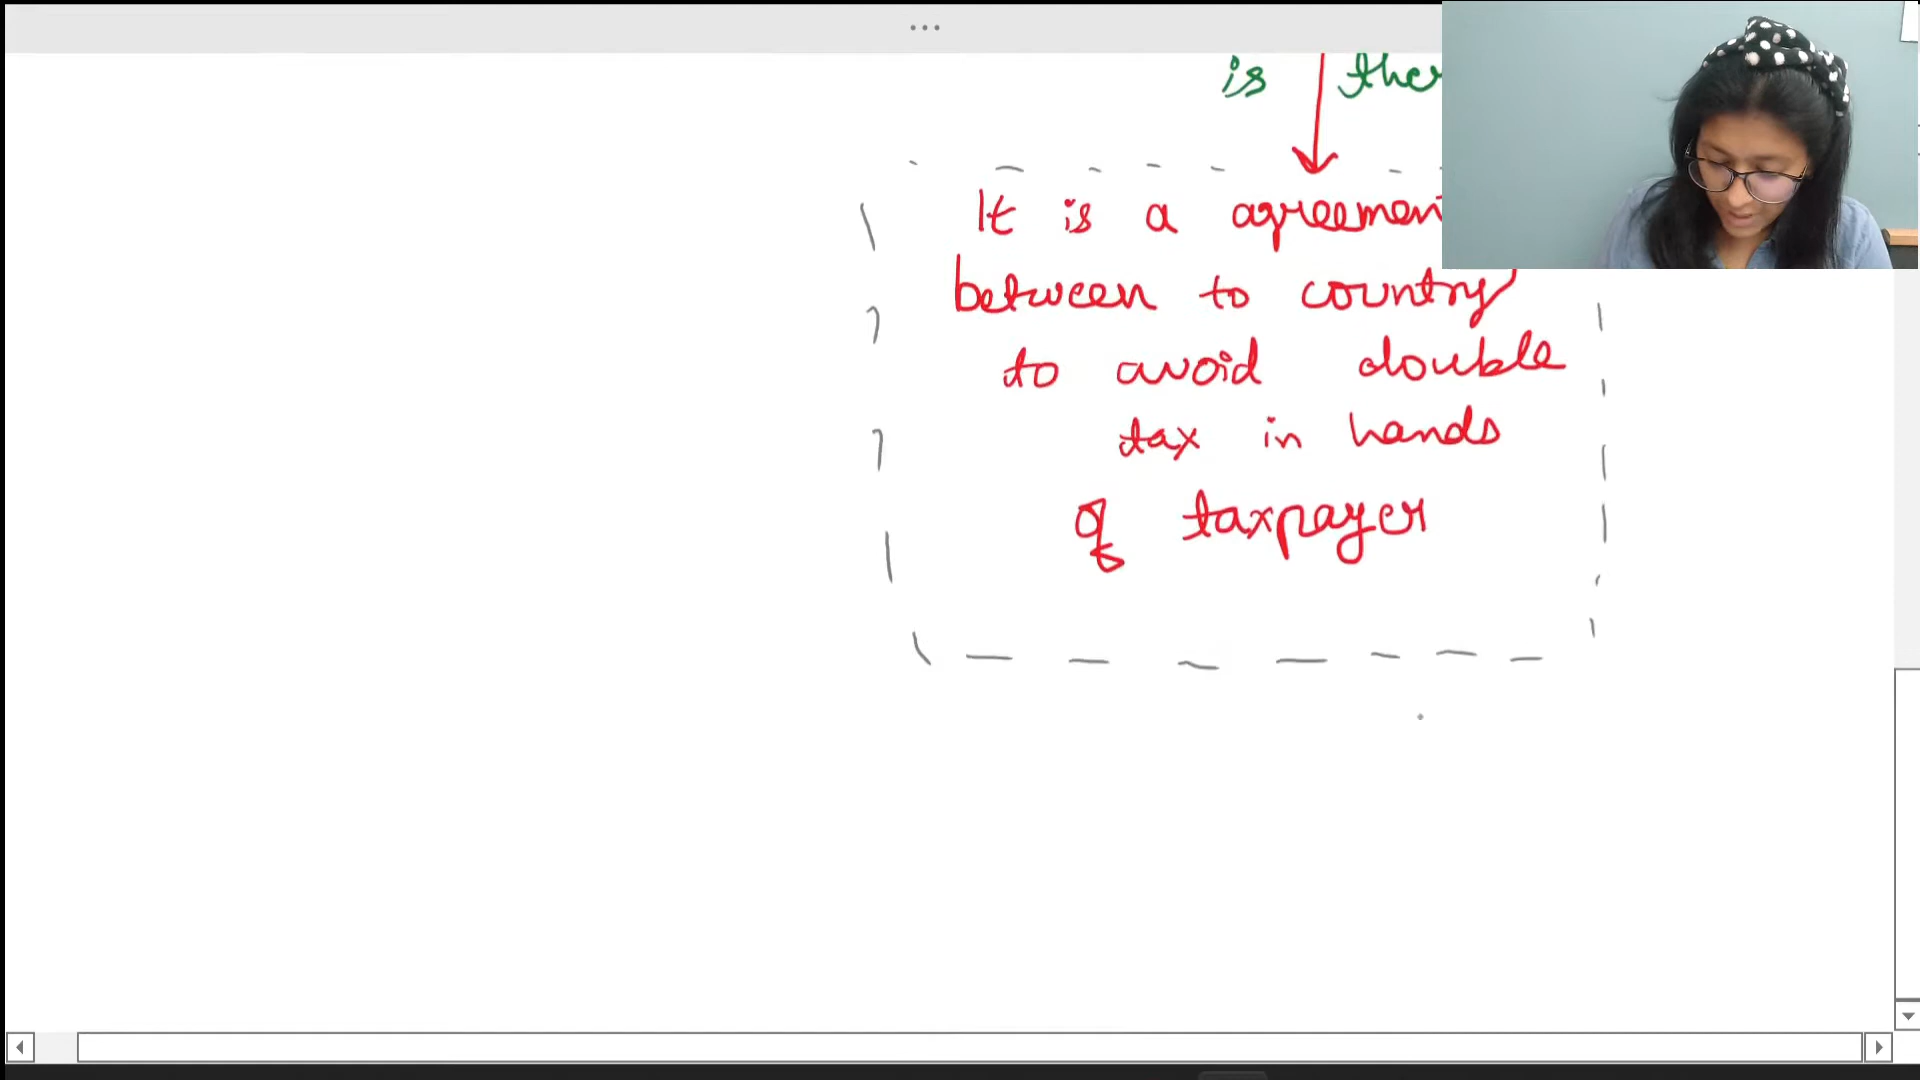 is ther
It is a agreemen
between to country
to avoid double
tax in hands
of taxpayer